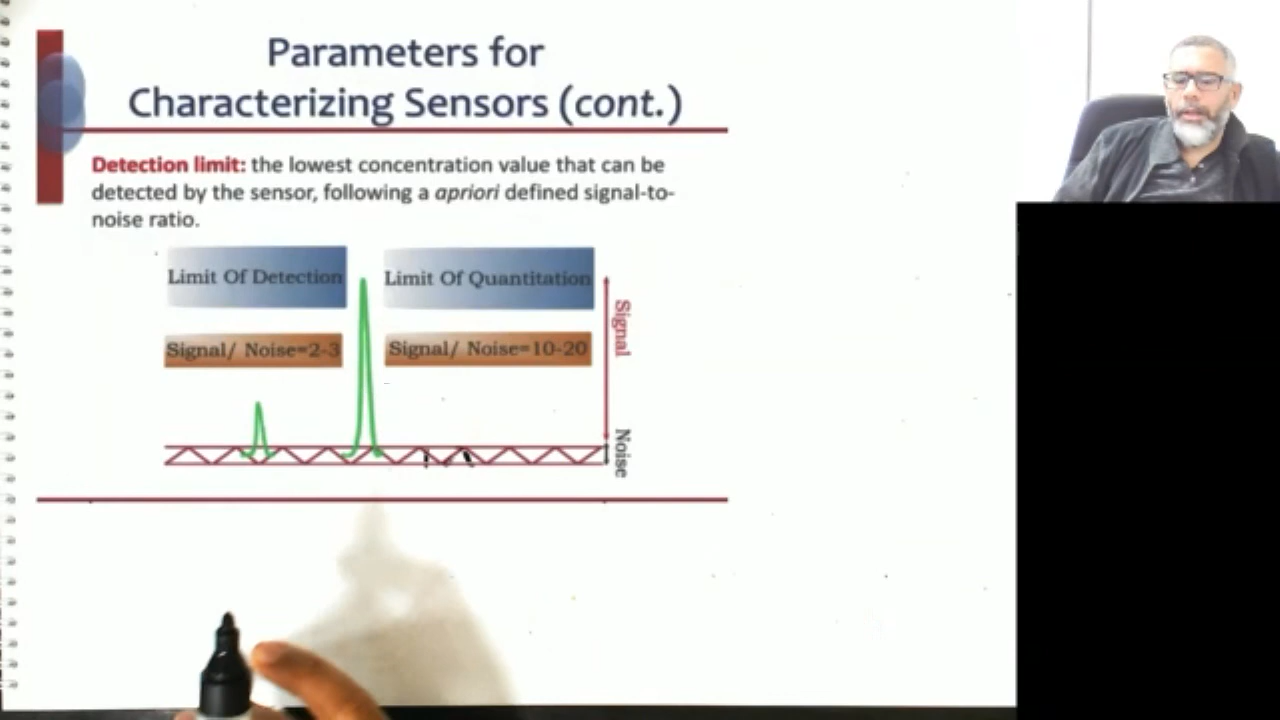 Parameters for
Characterizing Sensors (cont.)
Detection limit: the lowest concentration value that can be
detected by the sensor, following a apriori defined signal-to-
noise ratio.
Limit Of Detection
Limit Of Quantitation
Signal/ Noise=2-3
Signal/ Noise=10-20
Signal
Noise